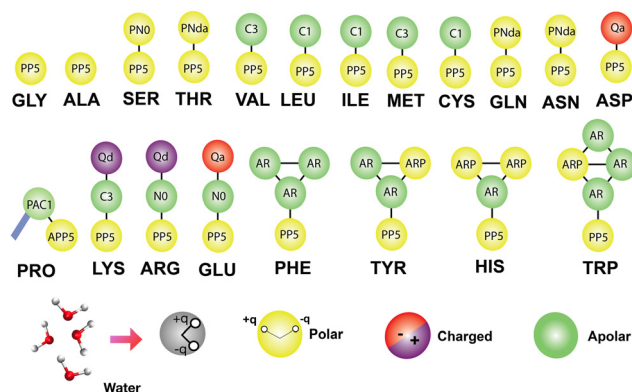 PN0 PNda C3 C1 C1 C3 C1 PNda PNda Qa
PP5 PP5 PP5 PP5 PP5 PP5 PP5 PP5 PP5 PP5 PP5 PP5
GLY ALA SER THR VAL LEU ILE MET CYS GLN ASN ASP
Qd Qd Qa AR AR AR ARP ARP ARP AR
ARP AR
PAC1 C3 N0 N0 AR AR AR AR
APP5 PP5 PP5 PP5 PP5 PP5 PP5 PP5
PRO LYS ARG GLU PHE TYR HIS TRP
+q
-q
+q -q
Polar
- +
Charged
Apolar
Water